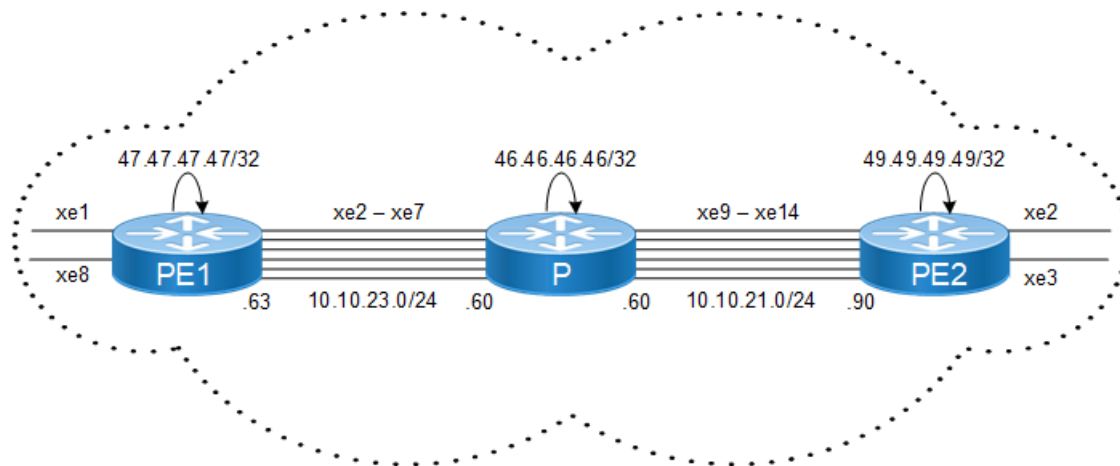 47.47.47.47/32 46.46.46.46/32 49.49.49.49/32
xe1 xe2 – xe7 xe9 – xe14 xe2
PE1 P PE2
xe8 xe3
.63 10.10.23.0/24 .60 .60 10.10.21.0/24 .90